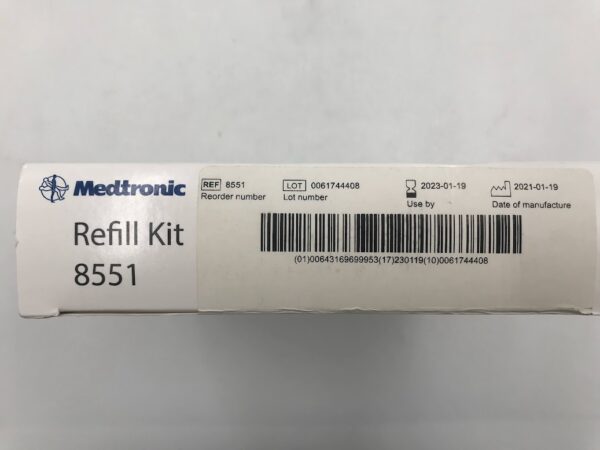 Medtronic
Refill Kit
8551
REF 8551
Reorder number
LOT 0061744408
Lot number
2023-01-19
Use by
2021-01-19
Date of manufacture
(01)00643169699953(17)230119(10)0061744408